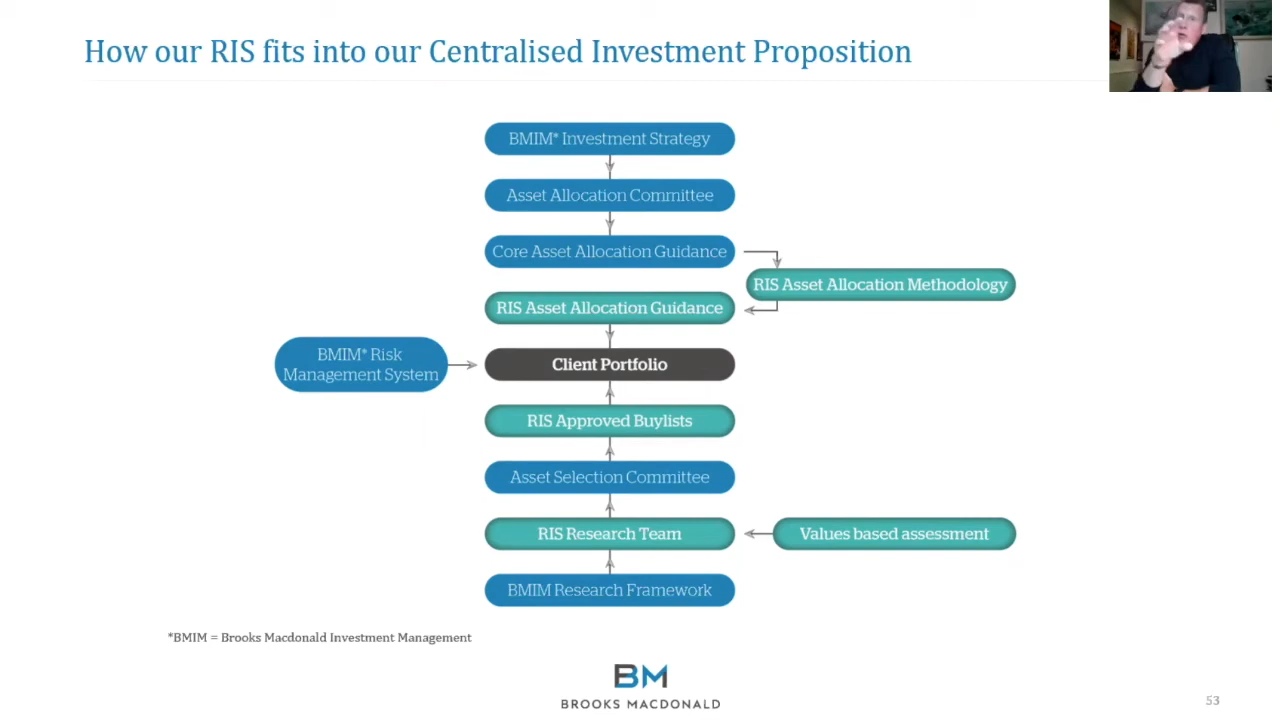 How our RIS fits into our Centralised Investment Proposition
BMIM* Investment Strategy
Asset Allocation Committee
Core Asset Allocation Guidance
RIS Asset Allocation Methodology
RIS Asset Allocation Guidance
BMIM* Risk
Management System
Client Portfolio
RIS Approved Buylists
Asset Selection Committee
RIS Research Team
Values based assessment
BMIM Research Framework
*BMIM = Brooks Macdonald Investment Management
BM
BROOKS MACDONALD
53